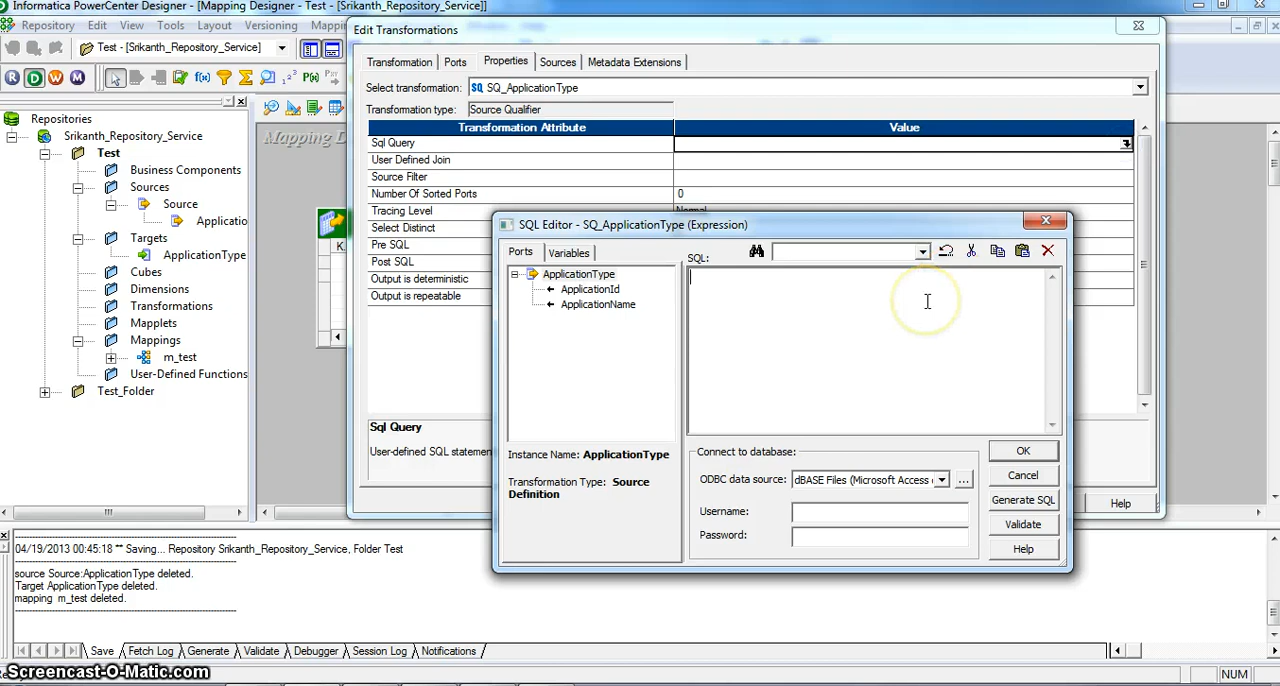 Informatica PowerCenter Designer - [Mapping Designer - Test - [Srikanth_Repository_Service]]
Repository Edit View Tools Layout Versioning
Edit Transformations
Test - [Srikanth_Repository_Service]
Transformation Ports Properties Sources Metadata Extensions
R D W M f(x) Σ P(x)
Select transformation: SQ SQ_ApplicationType
Transformation type: Source Qualifier
Repositories
Srikanth_Repository_Service
Test
Business Components
Sources
Source
Applicatio
Targets
ApplicationType
Cubes
Dimensions
Transformations
Mapplets
Mappings
m_test
User-Defined Functions
Test_Folder
Mapping D
K
Transformation Attribute Value
Sql Query
User Defined Join
Source Filter
Number Of Sorted Ports 0
Tracing Level Normal
Select Distinct
Pre SQL
Post SQL
Output is deterministic
Output is repeatable
Sql Query
User-defined SQL statemen
Help
SQL Editor - SQ_ApplicationType (Expression)
Ports Variables
SQL:
ApplicationType
ApplicationId
ApplicationName
Instance Name: ApplicationType
Transformation Type: Source
Definition
Connect to database:
ODBC data source: dBASE Files (Microsoft Access
Username:
Password:
OK
Cancel
Generate SQL
Validate
Help
04/19/2013 00:45:18 ** Saving... Repository Srikanth_Repository_Service, Folder Test
source Source:ApplicationType deleted.
Target ApplicationType deleted.
mapping m_test deleted.
Save Fetch Log Generate Validate Debugger Session Log Notifications
Screencast-O-Matic.com
NUM